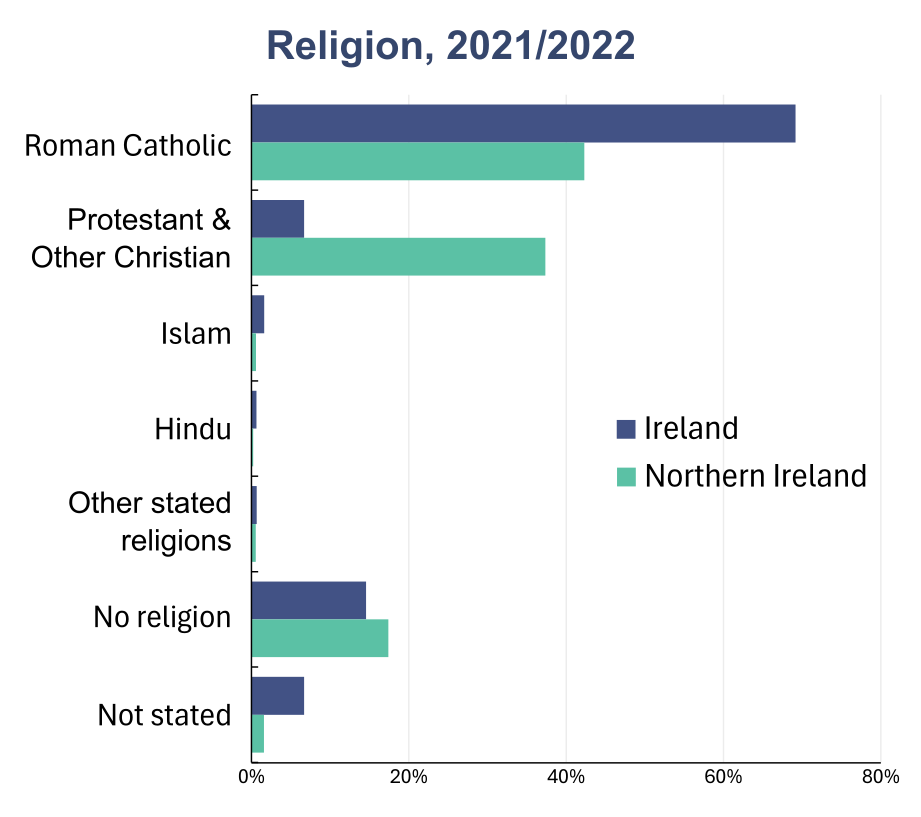 Religion, 2021/2022
Roman Catholic
Protestant &
Other Christian
Islam
Hindu
Other stated
religions
No religion
Not stated
Ireland
Northern Ireland
0% 20% 40% 60% 80%